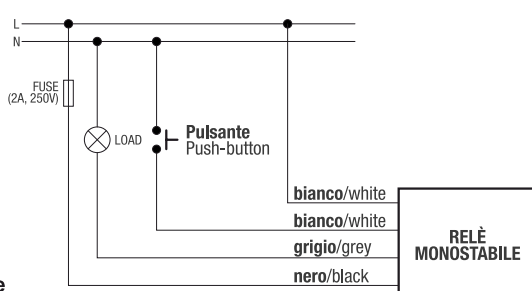 L
N
FUSE
(2A, 250V)
LOAD
Pulsante
Push-button
bianco/white
bianco/white
grigio/grey
nero/black
RELÈ
MONOSTABILE
e